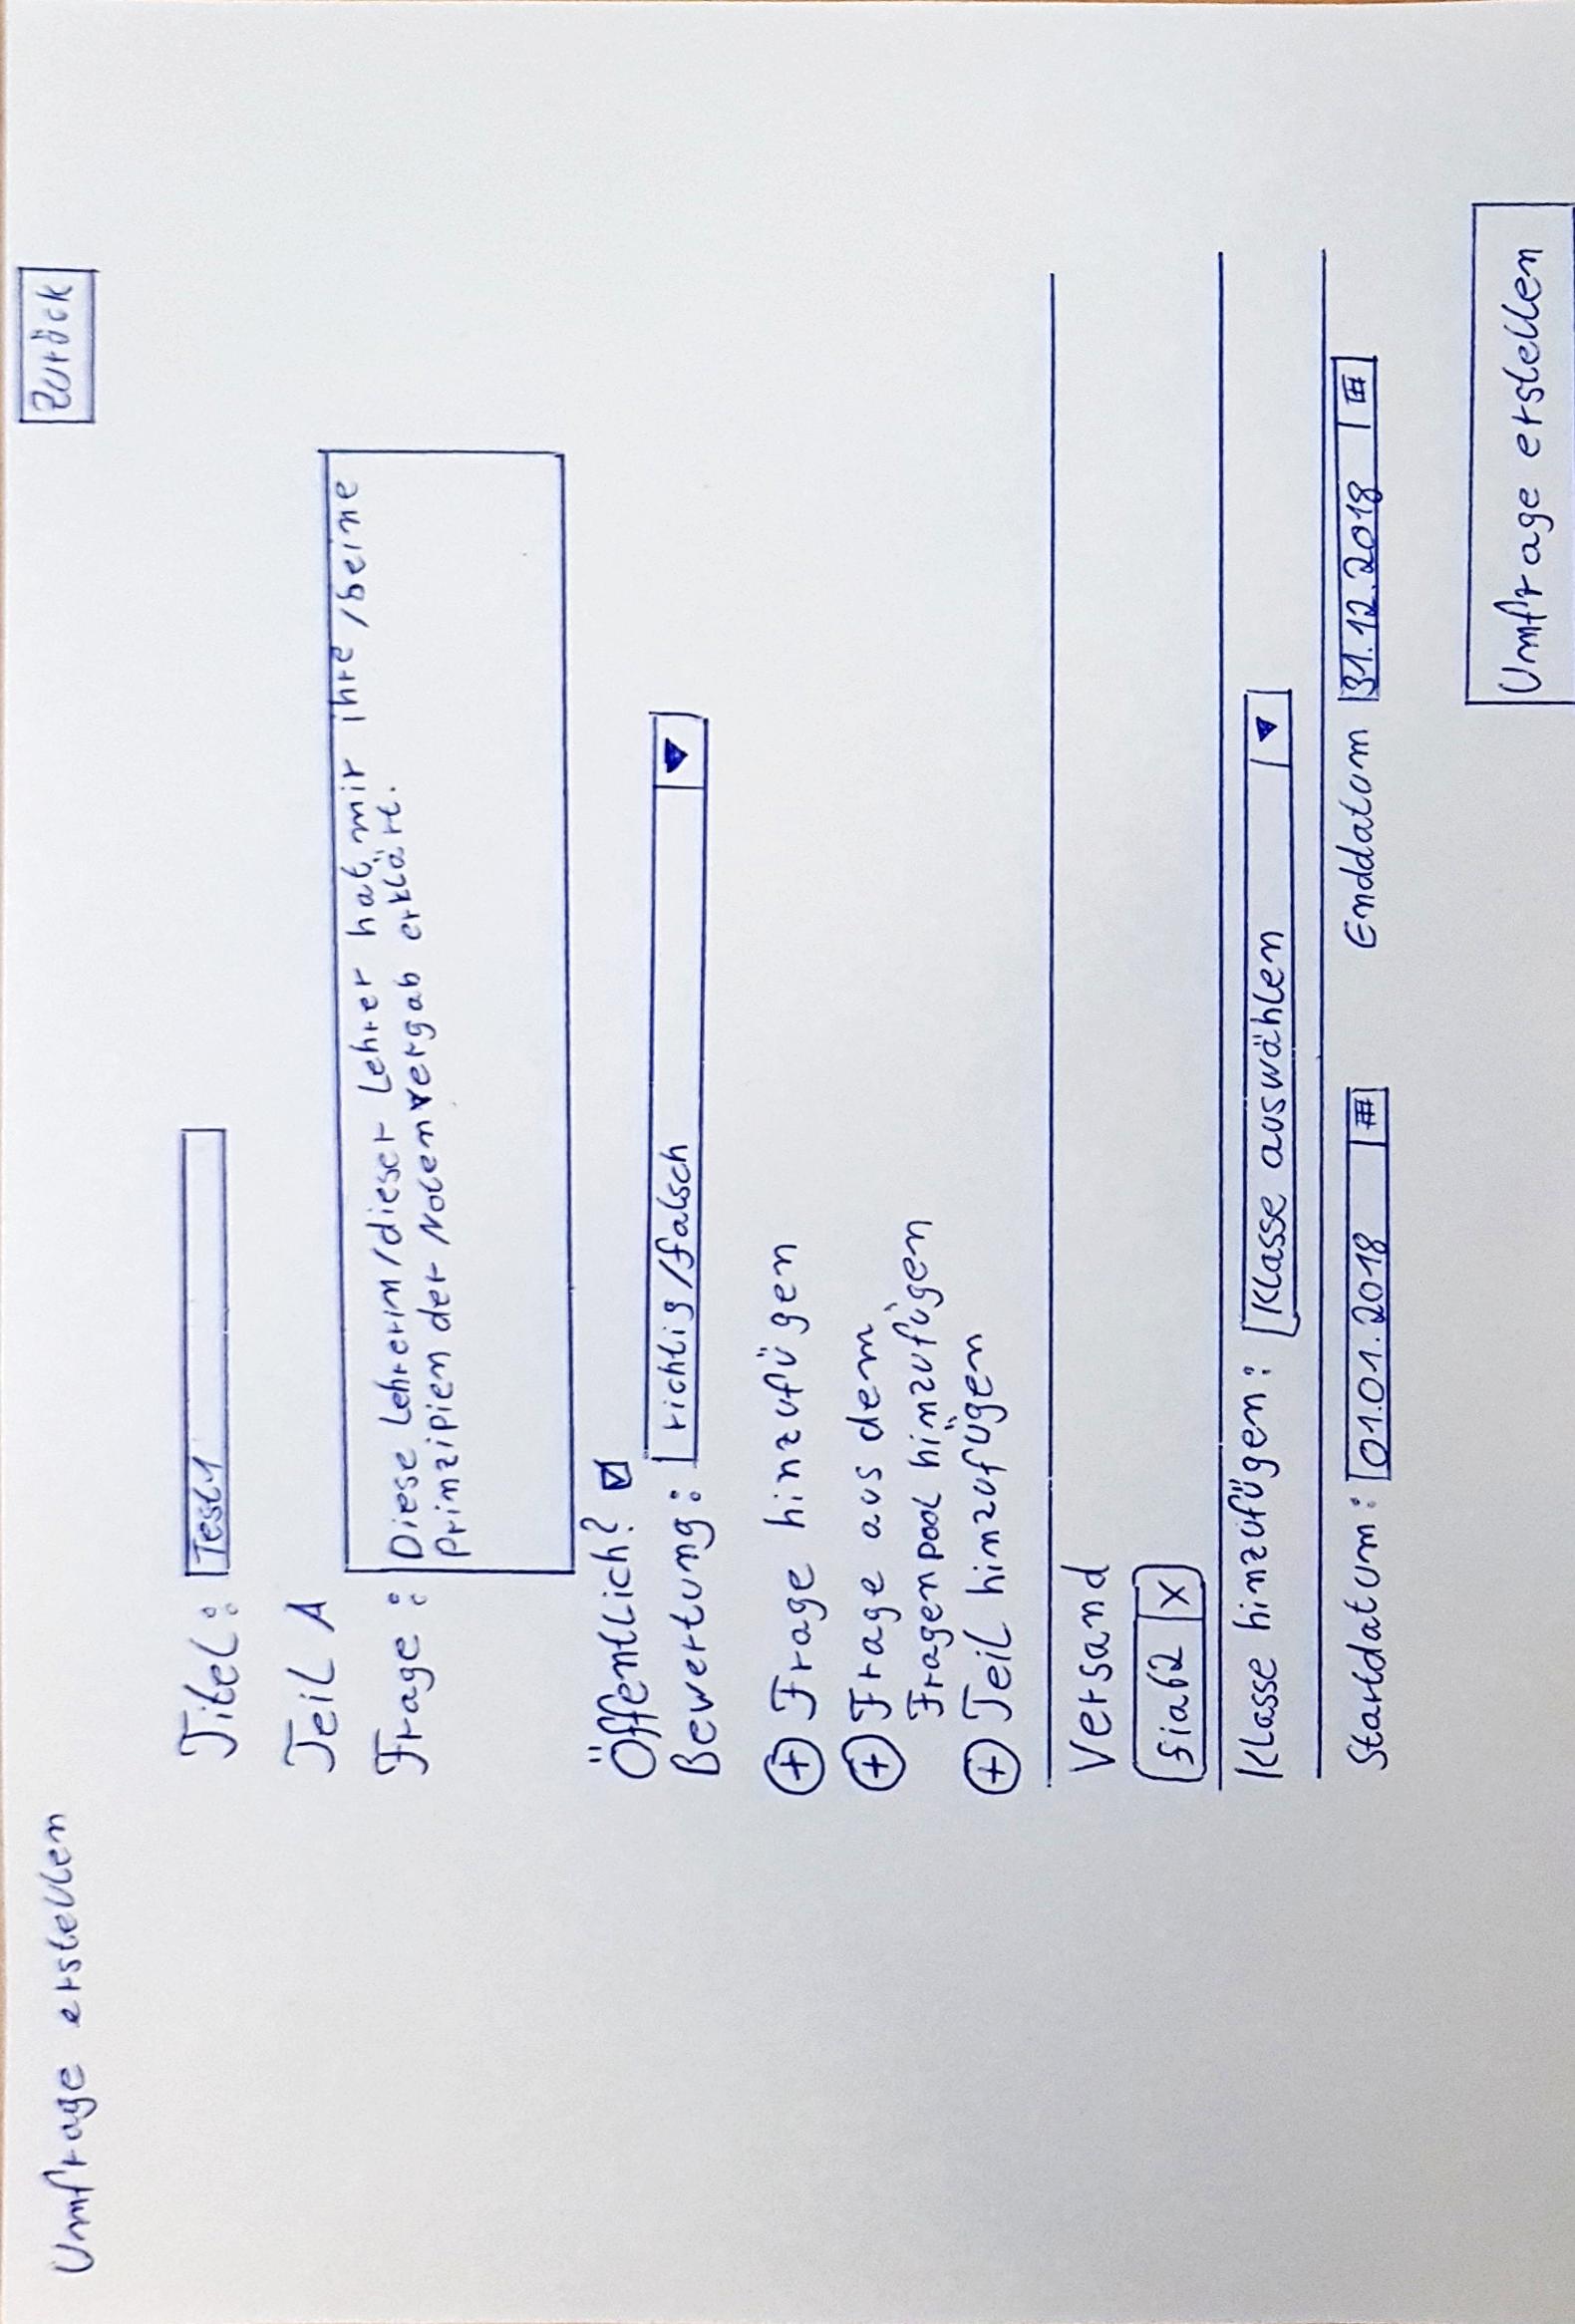 Umfrage erstellen
Zurück
Titel: Test1
Teil A
Frage: Diese Lehrerin/dieser Lehrer hat mir ihre/seine
Prinzipien der Notenvergab erklärt.
Öffentlich?
Bewertung: richtig/falsch
+ Frage hinzufügen
+ Frage aus dem
Fragenpool hinzufügen
+ Teil hinzufügen
Versand
fia62 X
Klasse hinzufügen: Klasse auswählen
Startdatum: 01.01.2018 Enddatum 31.12.2018
Umfrage erstellen